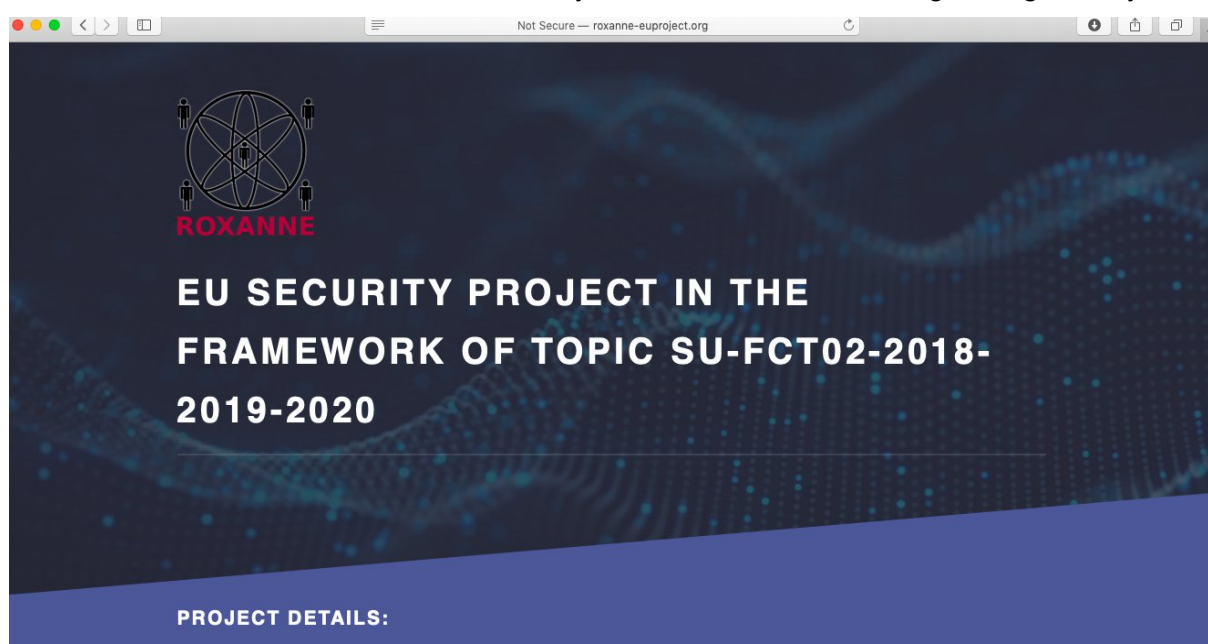 Not Secure — roxanne-euproject.org
ROXANNE
EU SECURITY PROJECT IN THE
FRAMEWORK OF TOPIC SU-FCT02-2018-
2019-2020
PROJECT DETAILS: